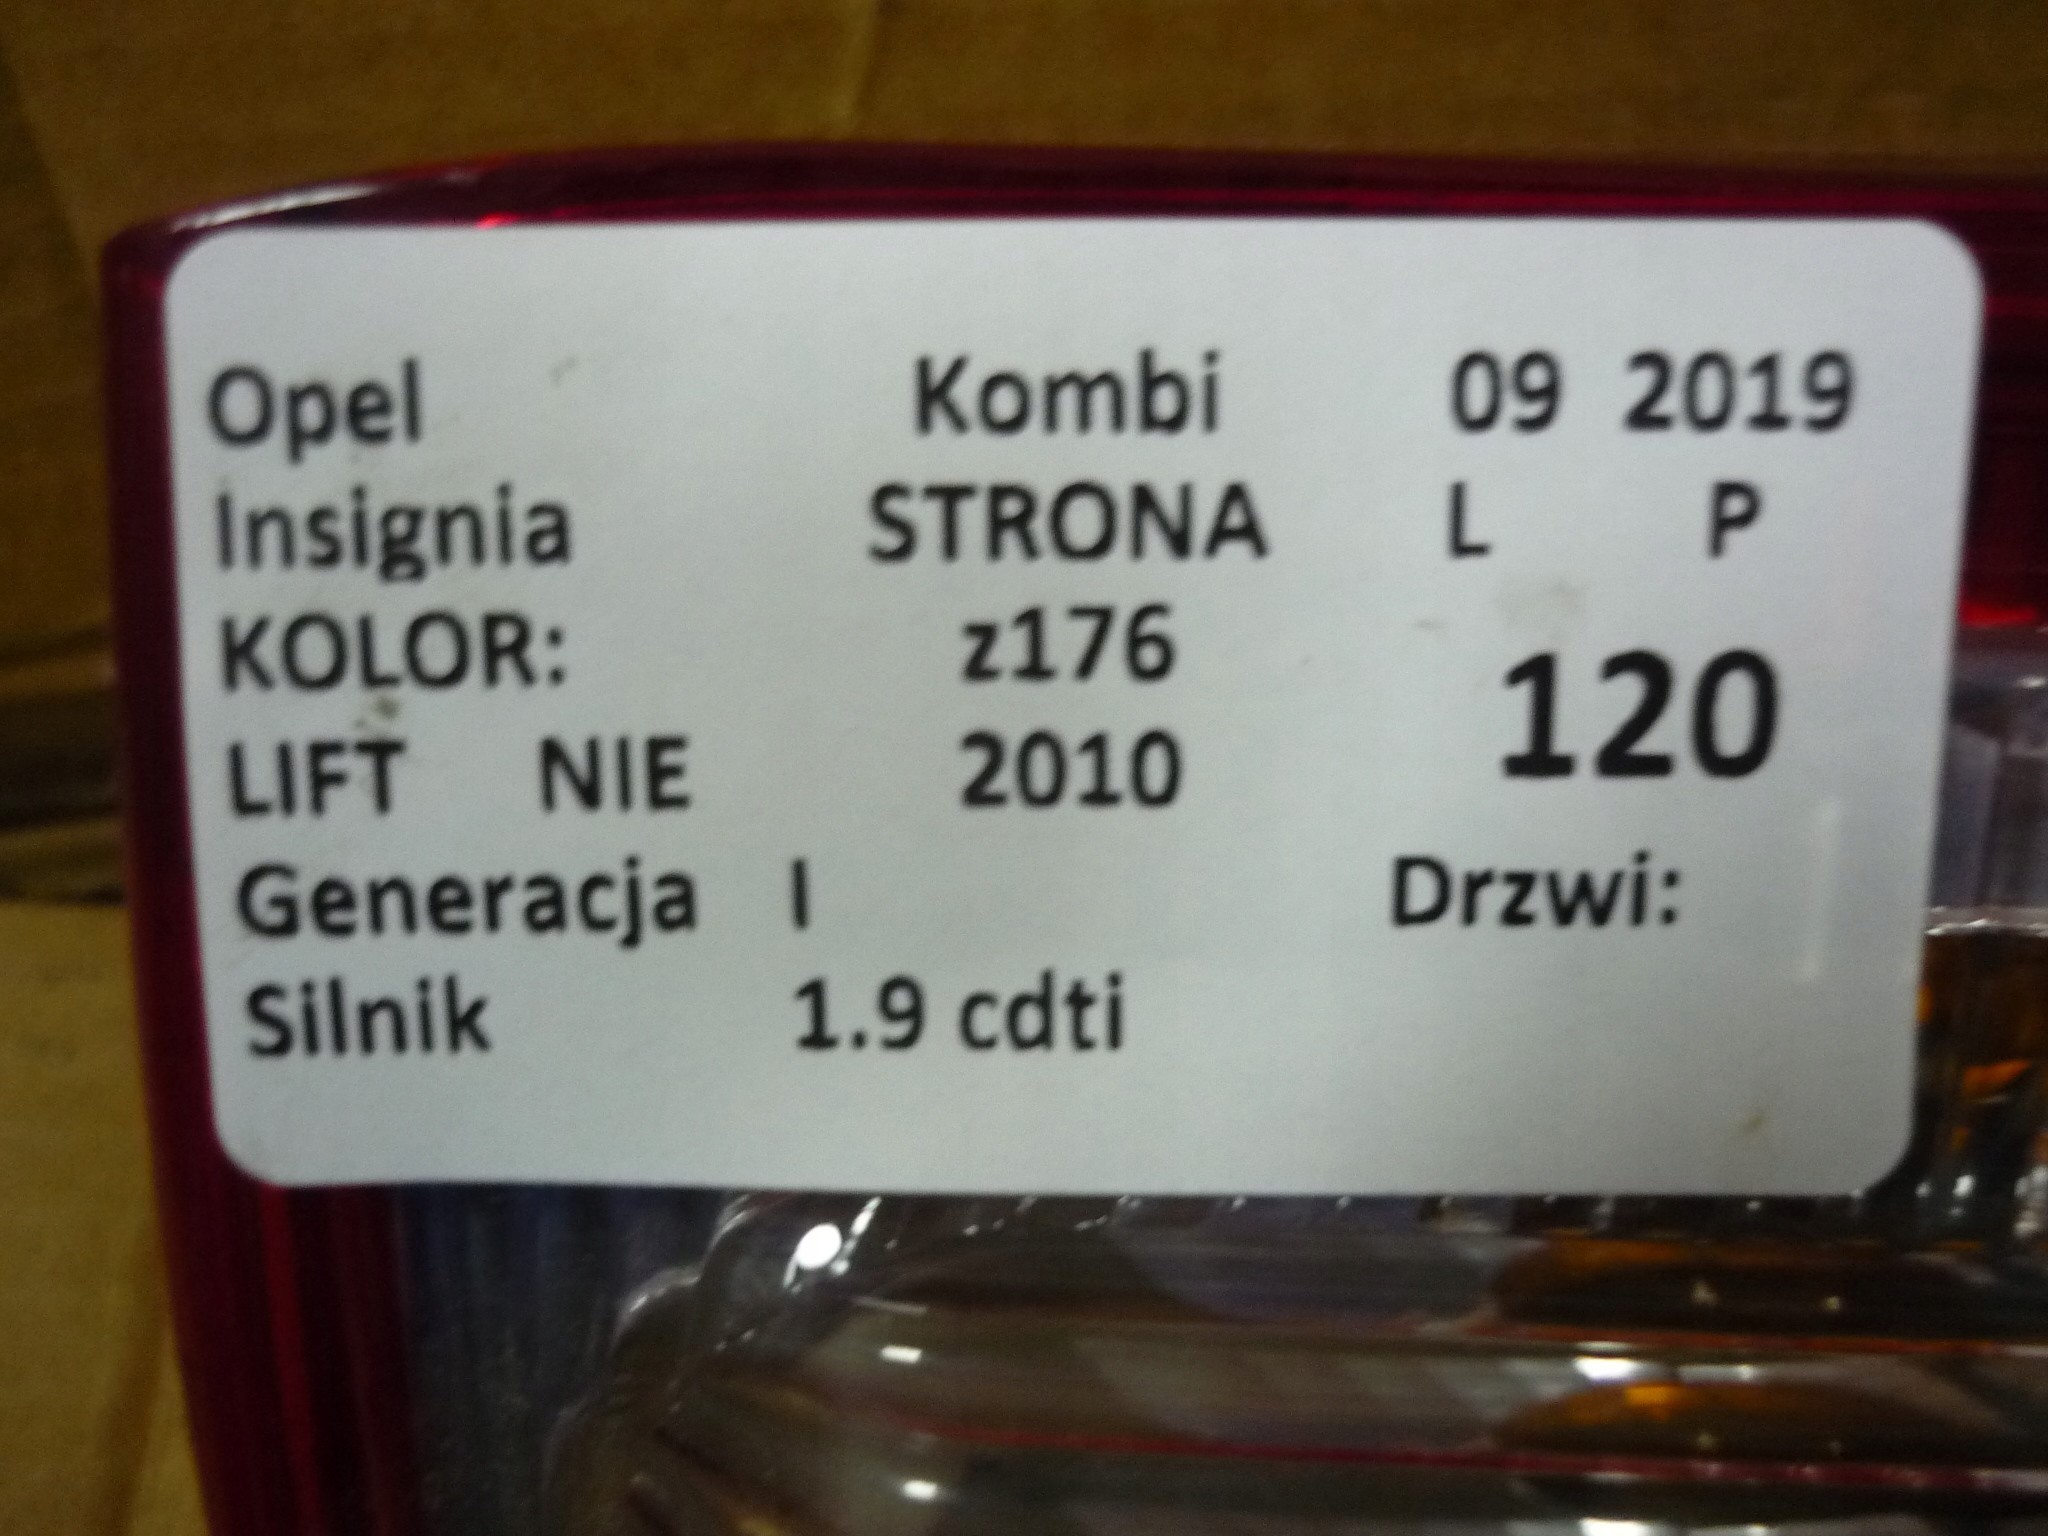 Opel Kombi 09 2019
Insignia STRONA L P
KOLOR: z176
120
LIFT NIE 2010
Generacja I Drzwi:
Silnik 1.9 cdti